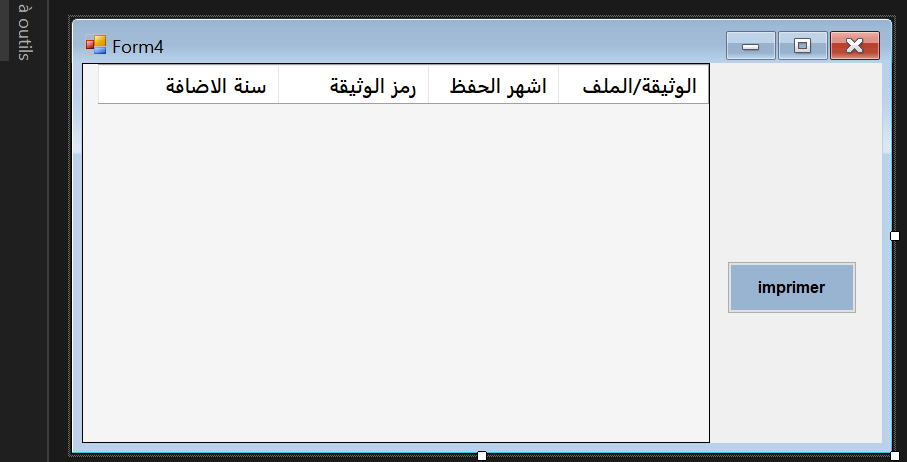 à outils
Form4
الوثيقة/الملف
اشهر الحفظ
رمز الوثيقة
سنة الاضافة
imprimer